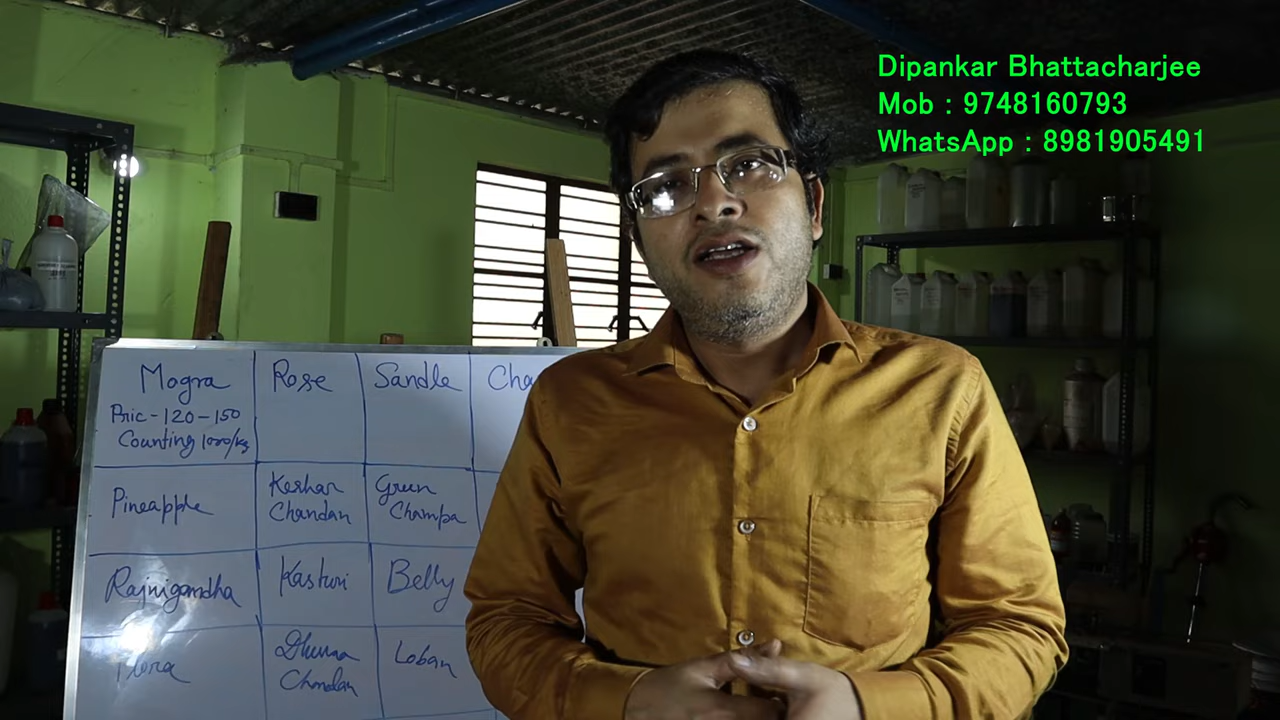 Dipankar Bhattacharjee
Mob : 9748160793
WhatsApp : 8981905491
Mogra
Pric - 120 - 150
Counting 1000/kg
Rose
Sandle
Cha
Pineapple
Keshar
Chandan
Green
Champa
Rajnigandha
Kasturi
Belly
Dhuna
Chandan
Loban